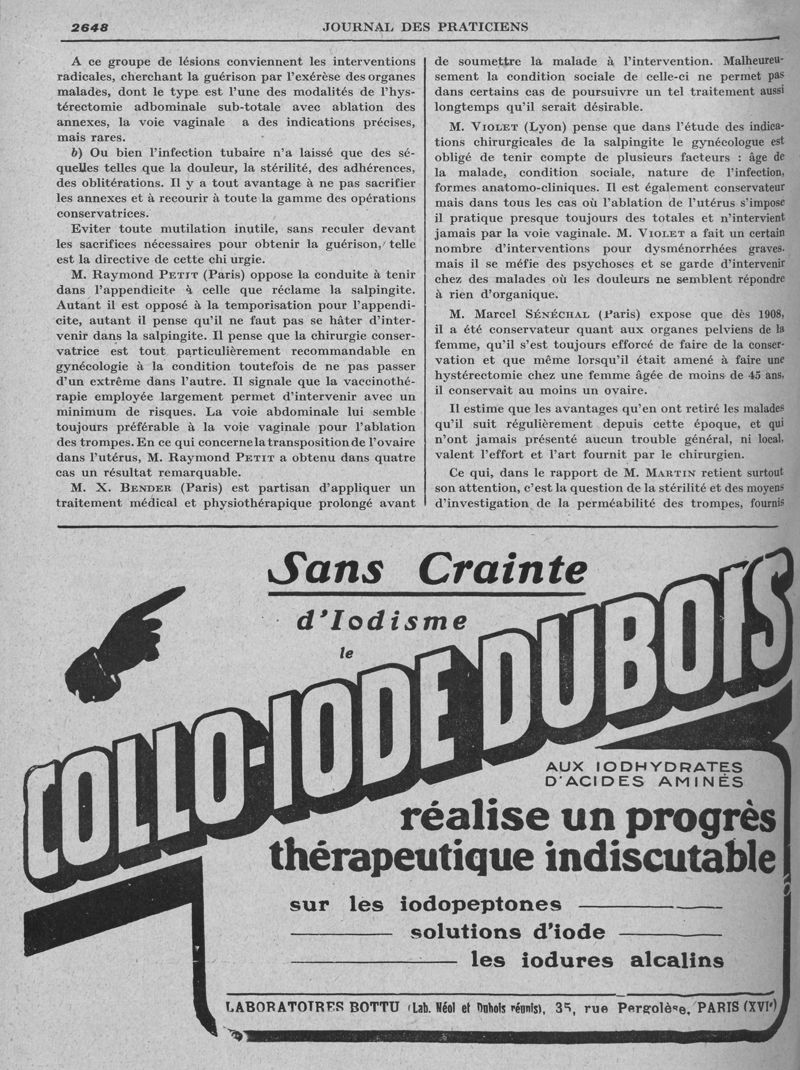 2648
JOURNAL DES PRATICIENS
A ce groupe de lésions conviennent les interventions
radicales, cherchant la guérison par l'exérèse des organes
malades, dont le type est l'une des modalités de l'hys-
térectomie adbominale sub-totale avec ablation des
annexes, la voie vaginale a des indications précises,
mais rares.
b) Ou bien l'infection tubaire n'a laissé que des sé-
quelles telles que la douleur, la stérilité, des adhérences,
des oblitérations. Il y a tout avantage à ne pas sacrifier
les annexes et à recourir à toute la gamme des opérations
conservatrices.
Eviter toute mutilation inutile, sans reculer devant
les sacrifices nécessaires pour obtenir la guérison, telle
est la directive de cette chi urgie.
M. Raymond PETIT (Paris) oppose la conduite à tenir
dans l'appendicite à celle que réclame la salpingite.
Autant il est opposé à la temporisation pour l'appendi-
cite, autant il pense qu'il ne faut pas se hâter d'inter-
venir dans la salpingite. Il pense que la chirurgie conser-
vatrice est tout particulièrement recommandable en
gynécologie à la condition toutefois de ne pas passer
d'un extrême dans l'autre. Il signale que la vaccinothé-
rapie employée largement permet d'intervenir avec un
minimum de risques. La voie abdominale lui semble
toujours préférable à la voie vaginale pour l'ablation
des trompes. En ce qui concerne la transposition de l'ovaire
dans l'utérus, M. Raymond PETIT a obtenu dans quatre
cas un résultat remarquable.
M. X. BENDER (Paris) est partisan d'appliquer un
traitement médical et physiothérapique prolongé avant
de soumettre la malade à l'intervention. Malheureu-
sement la condition sociale de celle-ci ne permet pas
dans certains cas de poursuivre un tel traitement aussi
longtemps qu'il serait désirable.
M. VIOLET (Lyon) pense que dans l'étude des indica-
tions chirurgicales de la salpingite le gynécologue est
obligé de tenir compte de plusieurs facteurs : âge de
la malade, condition sociale, nature de l'infection,
formes anatomo-cliniques. Il est également conservateur
mais dans tous les cas où l'ablation de l'utérus s'impose
il pratique presque toujours des totales et n'intervient
jamais par la voie vaginale. M. VIOLET a fait un certain
nombre d'interventions pour dysménorrhées graves.
mais il se méfie des psychoses et se garde d'intervenir
chez des malades où les douleurs ne semblent répondre
à rien d'organique.
M. Marcel SÉNÉCHAL (Paris) expose que dès 1908,
il a été conservateur quant aux organes pelviens de la
femme, qu'il s'est toujours efforcé de faire de la conser-
vation et que même lorsqu'il était amené à faire une
hystérectomie chez une femme âgée de moins de 45 ans,
il conservait au moins un ovaire.
Il estime que les avantages qu'en ont retiré les malades
qu'il suit régulièrement depuis cette époque, et qui
n'ont jamais présenté aucun trouble général, ni local,
valent l'effort et l'art fournit par le chirurgien.
Ce qui, dans le rapport de M. MARTIN retient surtout
son attention, c'est la question de la stérilité et des moyens
d'investigation de la perméabilité des trompes, fournis
Sans Crainte
d'Iodisme
le
COLLO-IODE DUBOIS
AUX IODHYDRATES
D'ACIDES AMINÉS
réalise un progrès
thérapeutique indiscutable
sur les iodopeptones
solutions d'iode
les iodures alcalins
LABORATOIRES BOTTU (Lab. Néol et Dubois réunis), 35, rue Pergolèse, PARIS (XVIe)